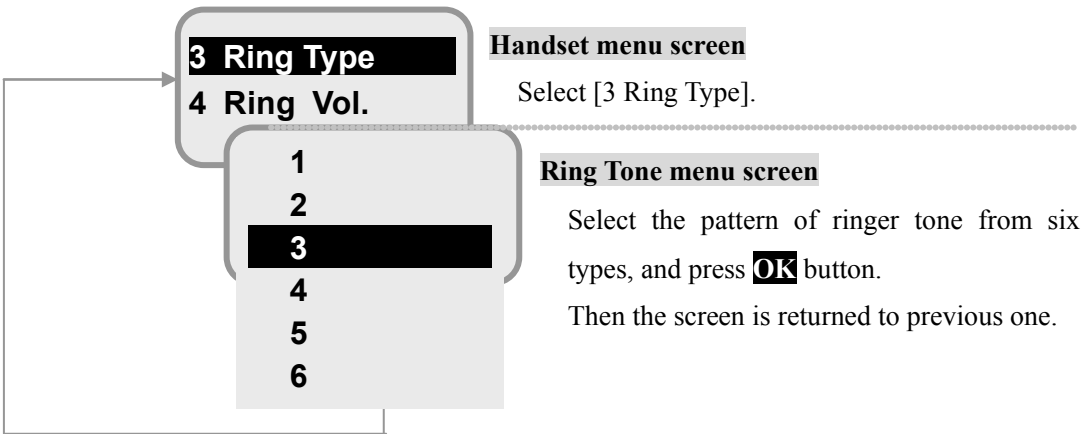 3 Ring Type
4 Ring Vol.
Handset menu screen
Select [3 Ring Type].
1
2
3
4
5
6
Ring Tone menu screen
Select the pattern of ringer tone from six
types, and press OK button.
Then the screen is returned to previous one.